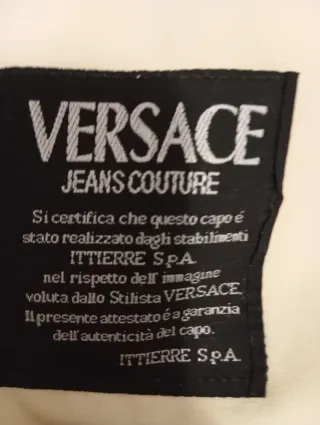 VERSACE
JEANS COUTURE
Si certifica che questo capo é
stato realizzato dagli stabilimenti
ITTIERRE S.p.A.
nel rispetto dell' immagine
voluta dallo Stilista VERSACE.
Il presente attestato é a garanzia
dell'autenticità del capo.
ITTIERRE S.p.A.